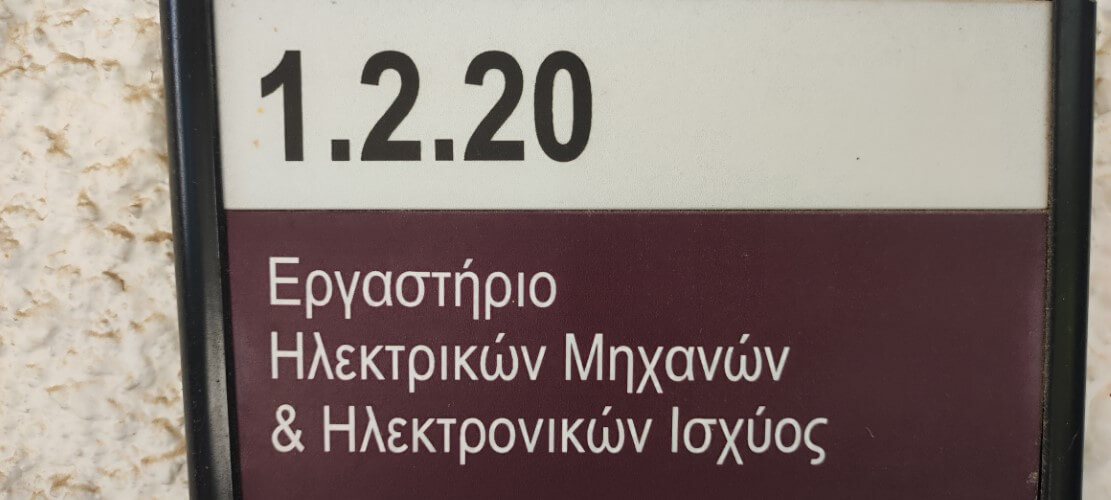 1.2.20
Εργαστήριο
Ηλεκτρικών Μηχανών
& Ηλεκτρονικών Ισχύος